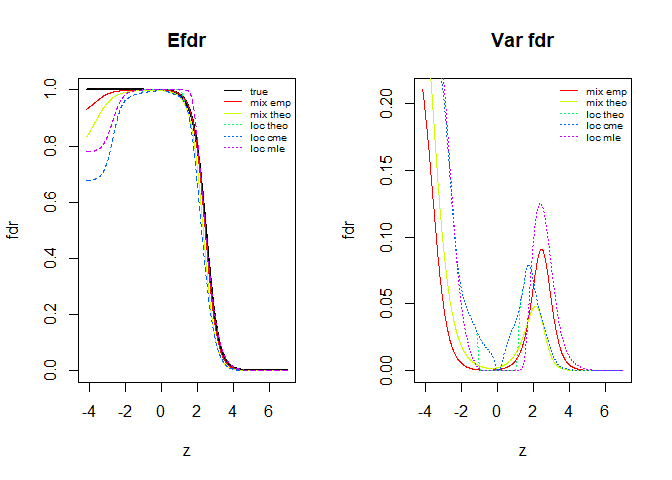 Efdr
fdr
1.0
0.8
0.6
0.4
0.2
0.0
true
mix emp
mix theo
loc theo
loc cme
loc mle
-4 -2 0 2 4 6
z
Var fdr
fdr
0.20
0.15
0.10
0.05
0.00
mix emp
mix theo
loc theo
loc cme
loc mle
-4 -2 0 2 4 6
z